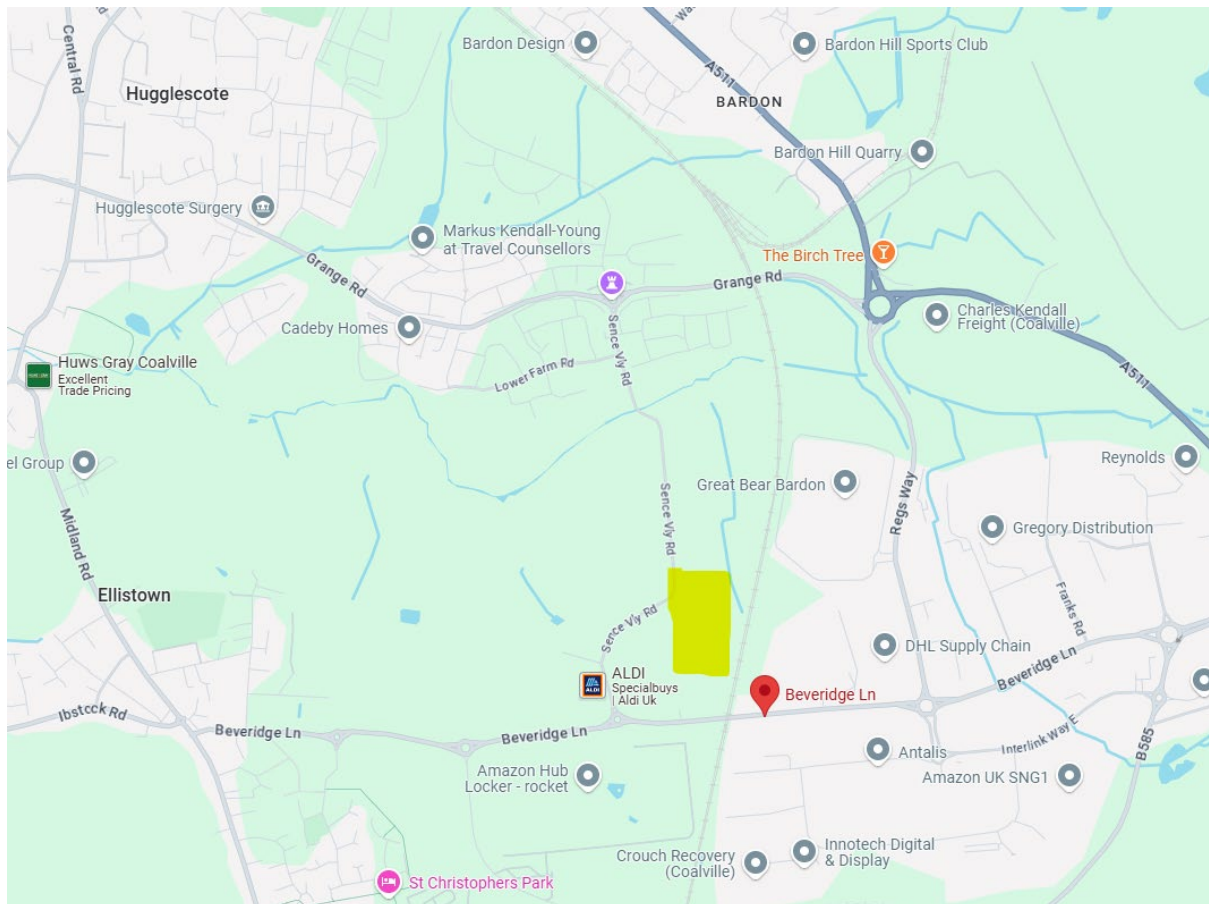 Central Rd
Bardon Design
Bardon Hill Sports Club
A511
Hugglescote
BARDON
Bardon Hill Quarry
Hugglescote Surgery
Markus Kendall-Young
at Travel Counsellors
The Birch Tree
Grange Rd
Grange Rd
Cadeby Homes
Charles Kendall
Freight (Coalville)
Sence Vly Rd
Huws Gray Coalville
Excellent
Trade Pricing
Lower Farm Rd
A511
el Group
Reynolds
Great Bear Bardon
Regs Way
Sence Vly Rd
Gregory Distribution
Midland Rd
Ellistown
Franks Rd
Sence Vly Rd
DHL Supply Chain
Beveridge Ln
ALDI
ALDI
Specialbuys
| Aldi Uk
Beveridge Ln
Ibstcck Rd
Beveridge Ln
Beveridge Ln
Interlink Way E
B585
Antalis
Amazon Hub
Locker - rocket
Amazon UK SNG1
Innotech Digital
& Display
Crouch Recovery
(Coalville)
St Christophers Park